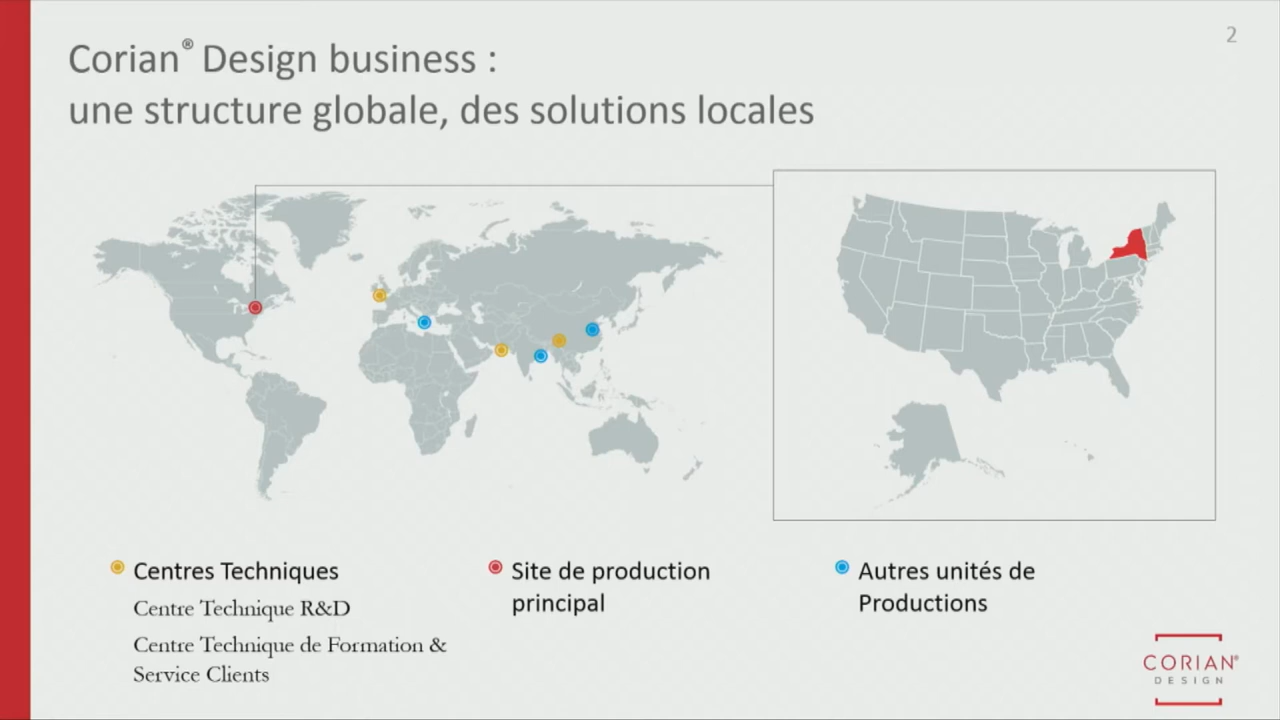 2
Corian® Design business :
une structure globale, des solutions locales
Centres Techniques
Centre Technique R&D
Centre Technique de Formation &
Service Clients
Site de production
principal
Autres unités de
Productions
CORIAN®
DESIGN